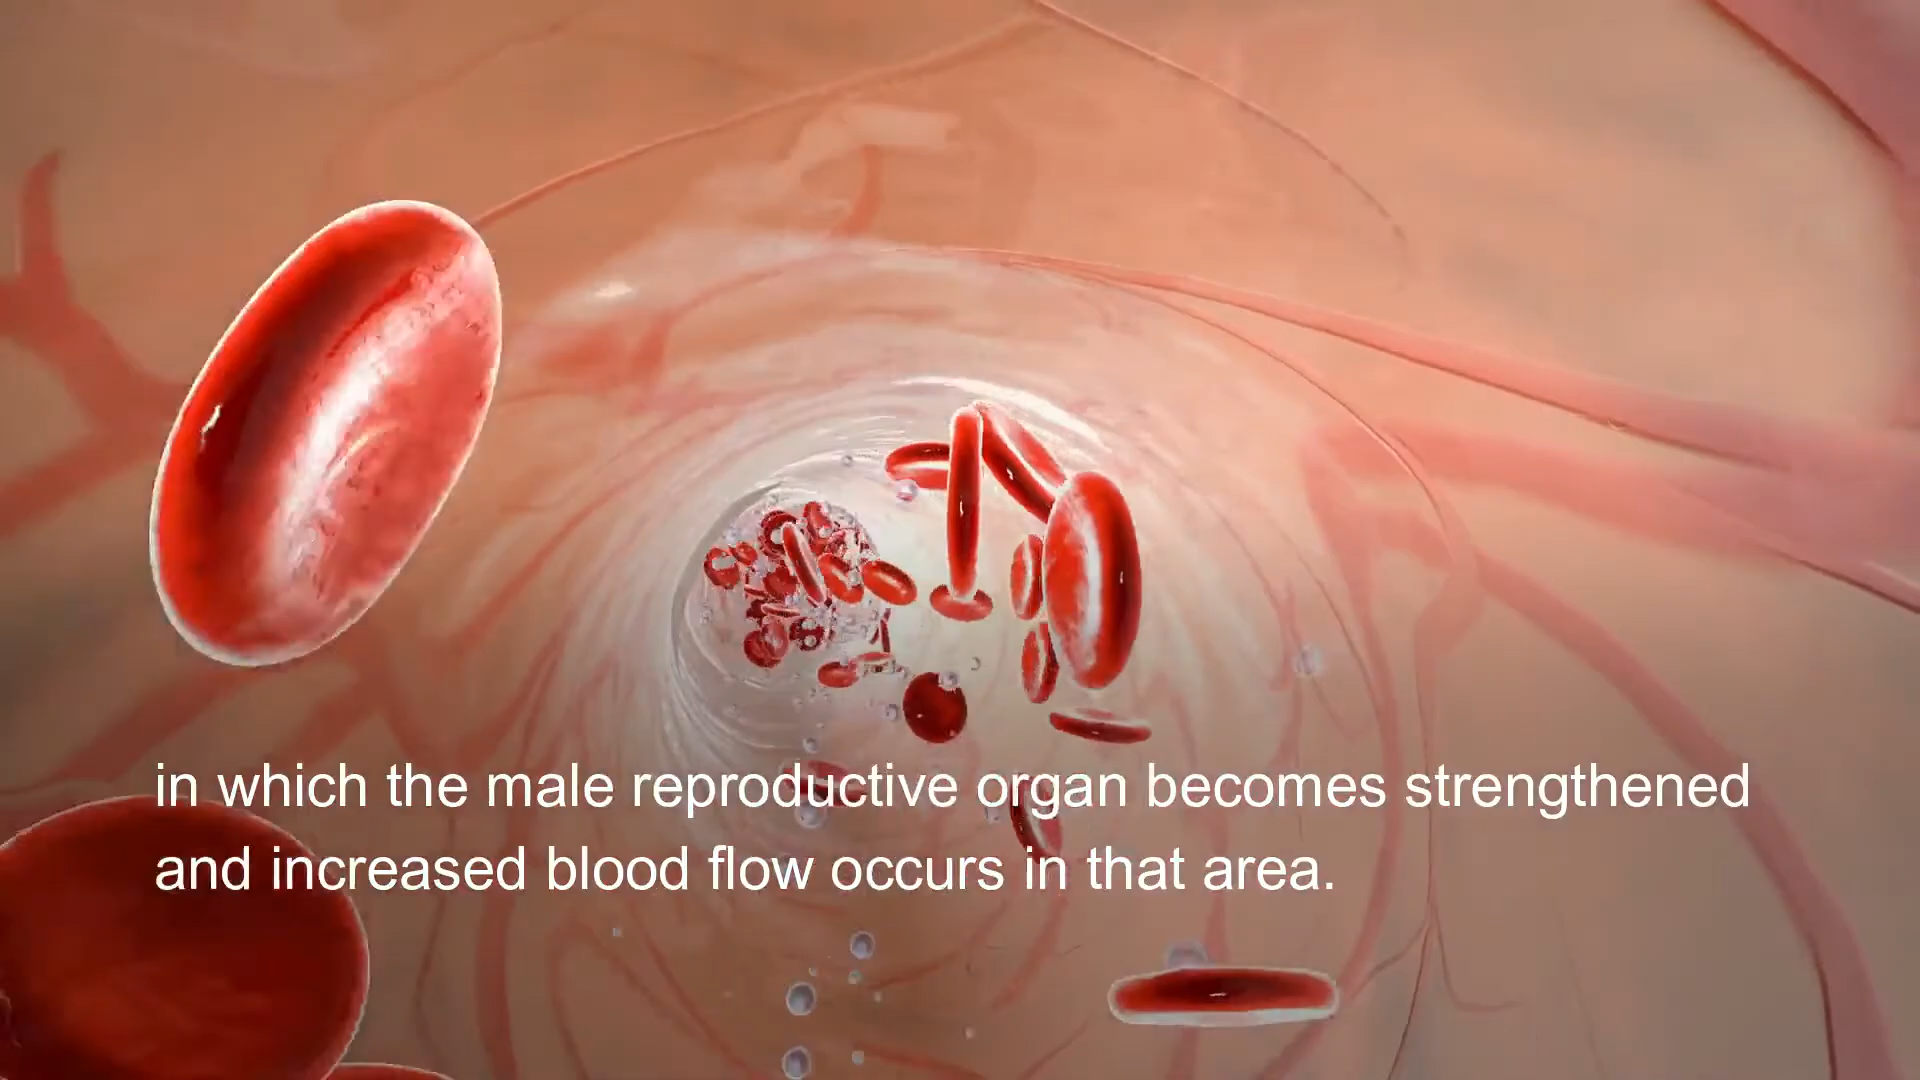 in which the male reproductive organ becomes strengthened
and increased blood flow occurs in that area.